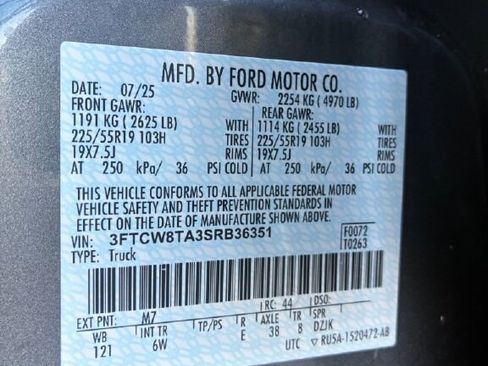 MFD. BY FORD MOTOR CO.
DATE: 07/25 GVWR: 2254 KG ( 4970 LB)
FRONT GAWR: REAR GAWR:
1191 KG ( 2625 LB) WITH 1114 KG ( 2455 LB) WITH
225/55R19 103H TIRES 225/55R19 103H TIRES
19X7.5J RIMS 19X7.5J RIMS
AT 250 kPa/ 36 PSI COLD AT 250 kPa/ 36 PSI COLD
THIS VEHICLE CONFORMS TO ALL APPLICABLE FEDERAL MOTOR
VEHICLE SAFETY AND THEFT PREVENTION STANDARDS IN
EFFECT ON THE DATE OF MANUFACTURE SHOWN ABOVE.
VIN: 3FTCW8TA3SRB36351 F0072
TYPE: Truck T0263
EXT PNT: M7 RC: 44 DSO:
WB INT TR TP/PS R AXLE TR SPR
121 6W E 38 8 DZJK
UTC RU5A-1520472-AB